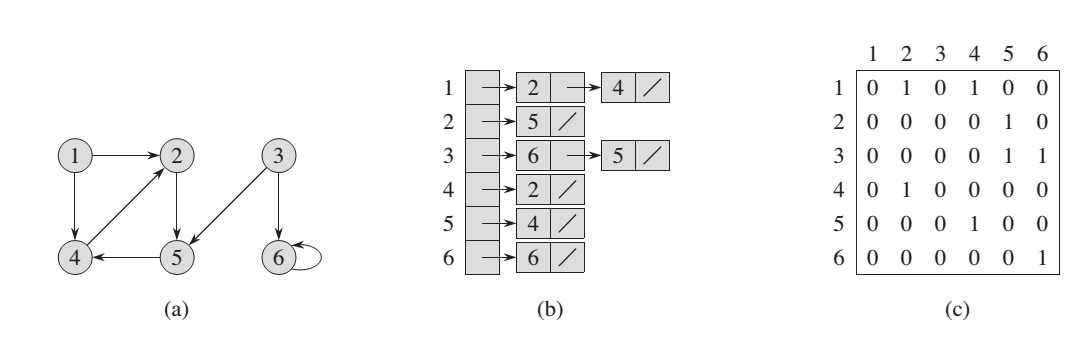 1 2 3
4 5 6
(a)
1 2 4
2 5
3 6 5
4 2
5 4
6 6
(b)
1 2 3 4 5 6
1 0 1 0 1 0 0
2 0 0 0 0 1 0
3 0 0 0 0 1 1
4 0 1 0 0 0 0
5 0 0 0 1 0 0
6 0 0 0 0 0 1
(c)